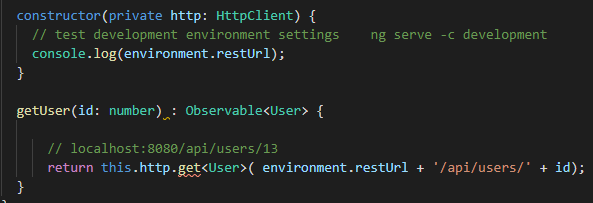 constructor(private http: HttpClient) {
// test development environment settings    ng serve -c development
console.log(environment.restUrl);
}
getUser(id: number) : Observable<User> {
// localhost:8080/api/users/13
return this.http.get<User>( environment.restUrl + '/api/users/' + id);
}
}